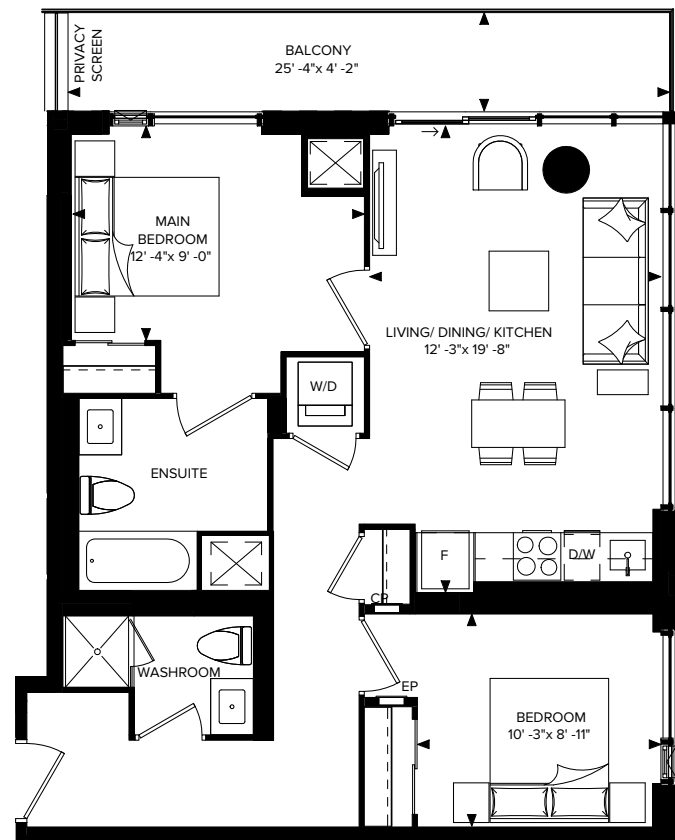 PRIVACY
SCREEN
BALCONY
25' -4"x 4' -2"
MAIN
BEDROOM
12' -4"x 9' -0"
LIVING/ DINING/ KITCHEN
12' -3"x 19' -8"
W/D
ENSUITE
F
D/W
CP
WASHROOM
EP
BEDROOM
10' -3"x 8' -11"